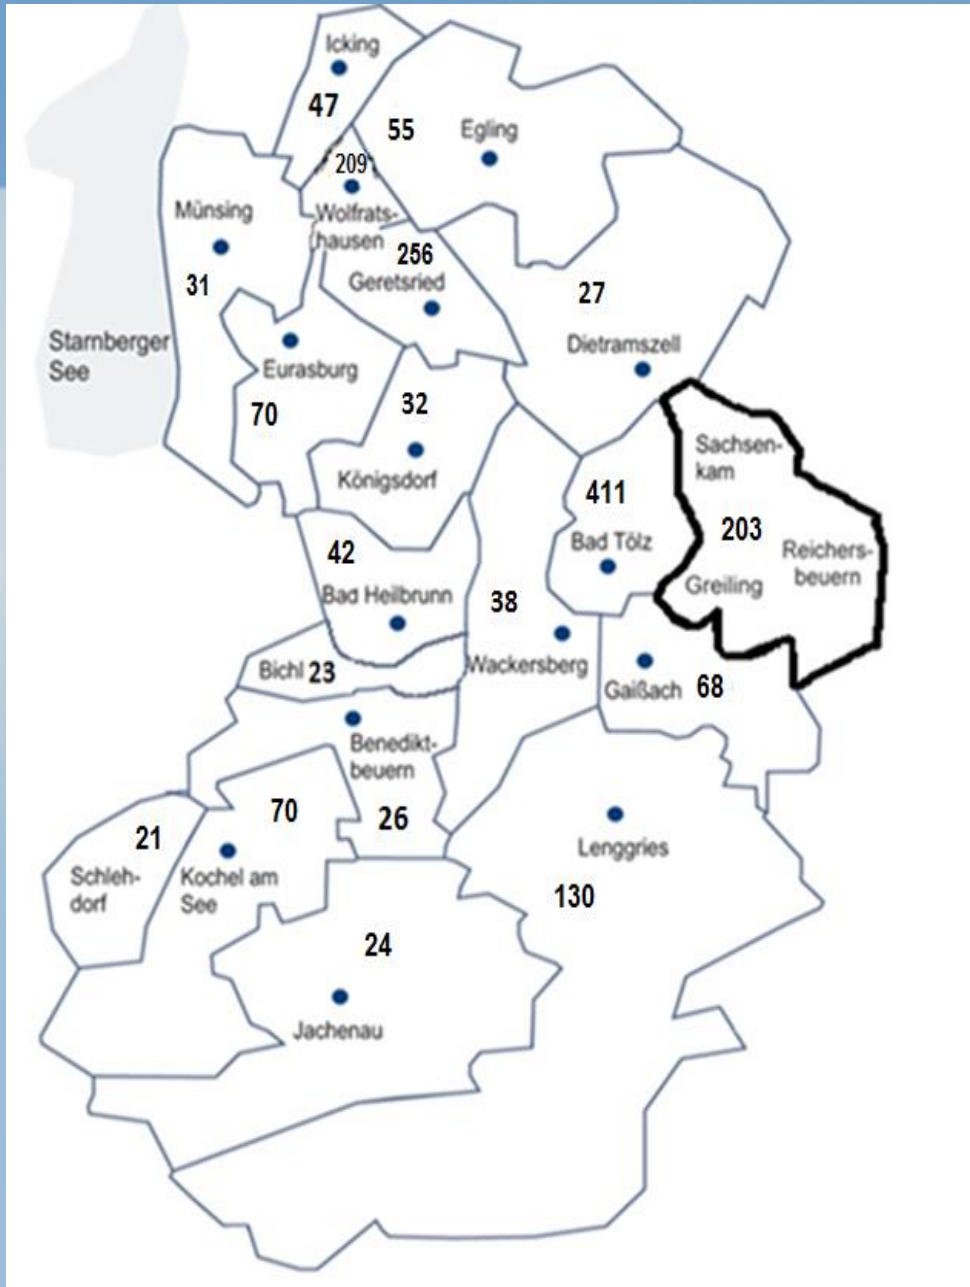 Icking
47
55
Egling
209
Wolfrats-
hausen
Münsing
31
256
Geretsried
27
Dietramszell
Starnberger
See
Eurasburg
70
32
Königsdorf
Sachsen-
kam
411
203
Bad Tölz
Reichers-
beuern
Greiling
42
Bad Heilbrunn
38
Wackersberg
Bichl 23
Gaißach 68
Benedikt-
beuern
26
70
21
Schleh-
dorf
Kochel am
See
Lenggries
130
24
Jachenau